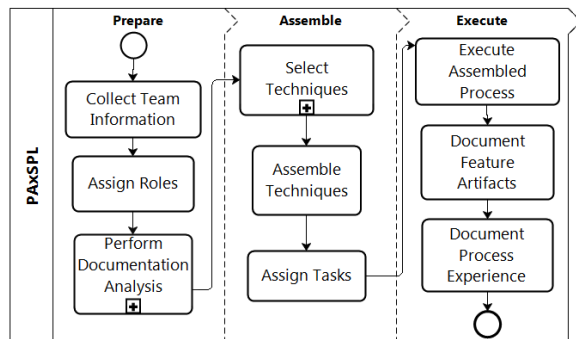 PAxSPL
Prepare
Collect Team
Information
Assign Roles
Perform
Documentation
Analysis
Assemble
Select
Techniques
Assemble
Techniques
Assign Tasks
Execute
Execute
Assembled
Process
Document
Feature
Artifacts
Document
Process
Experience